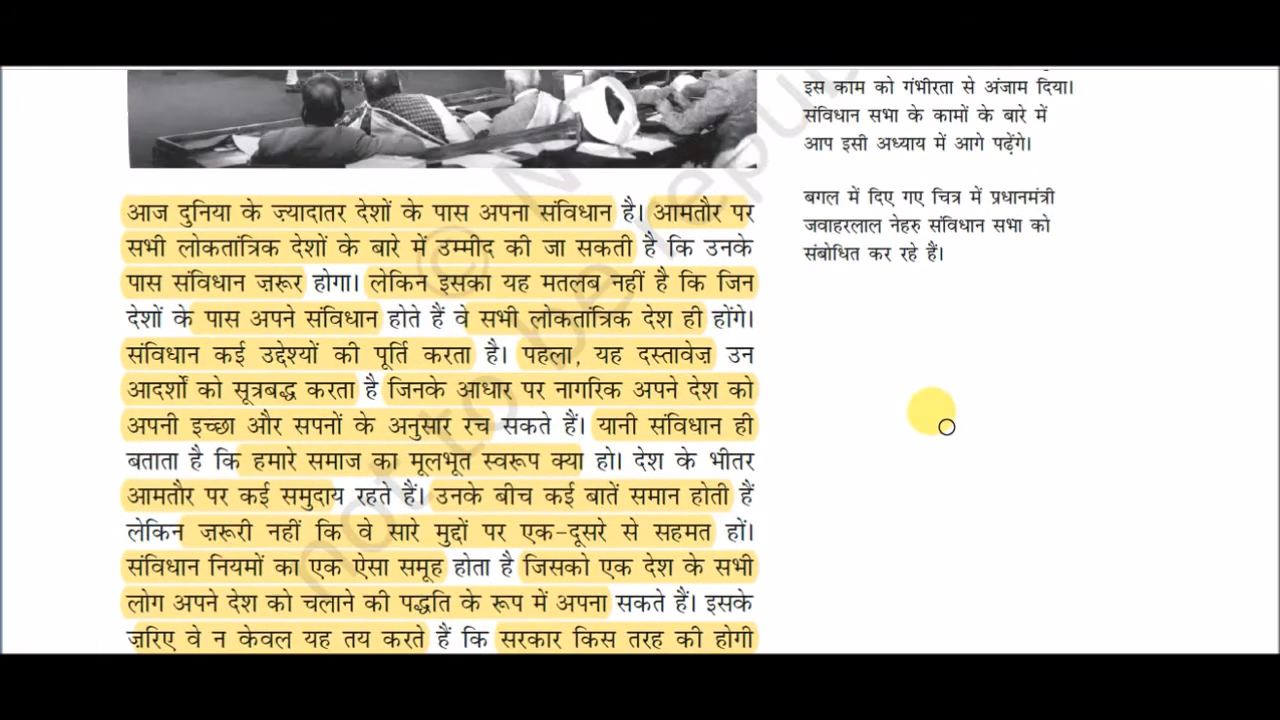 आज दुनिया के ज्यादातर देशों के पास अपना संविधान है। आमतौर पर
सभी लोकतांत्रिक देशों के बारे में उम्मीद की जा सकती है कि उनके
पास संविधान ज़रूर होगा। लेकिन इसका यह मतलब नहीं है कि जिन
देशों के पास अपने संविधान होते हैं वे सभी लोकतांत्रिक देश ही होंगे।
संविधान कई उद्देश्यों की पूर्ति करता है। पहला, यह दस्तावेज़ उन
आदर्शों को सूत्रबद्ध करता है जिनके आधार पर नागरिक अपने देश को
अपनी इच्छा और सपनों के अनुसार रच सकते हैं। यानी संविधान ही
बताता है कि हमारे समाज का मूलभूत स्वरूप क्या हो। देश के भीतर
आमतौर पर कई समुदाय रहते हैं। उनके बीच कई बातें समान होती हैं
लेकिन ज़रूरी नहीं कि वे सारे मुद्दों पर एक-दूसरे से सहमत हों।
संविधान नियमों का एक ऐसा समूह होता है जिसको एक देश के सभी
लोग अपने देश को चलाने की पद्धति के रूप में अपना सकते हैं। इसके
ज़रिए वे न केवल यह तय करते हैं कि सरकार किस तरह की होगी
इस काम को गंभीरता से अंजाम दिया।
संविधान सभा के कामों के बारे में
आप इसी अध्याय में आगे पढ़ेंगे।
बगल में दिए गए चित्र में प्रधानमंत्री
जवाहरलाल नेहरु संविधान सभा को
संबोधित कर रहे हैं।
not to be repu